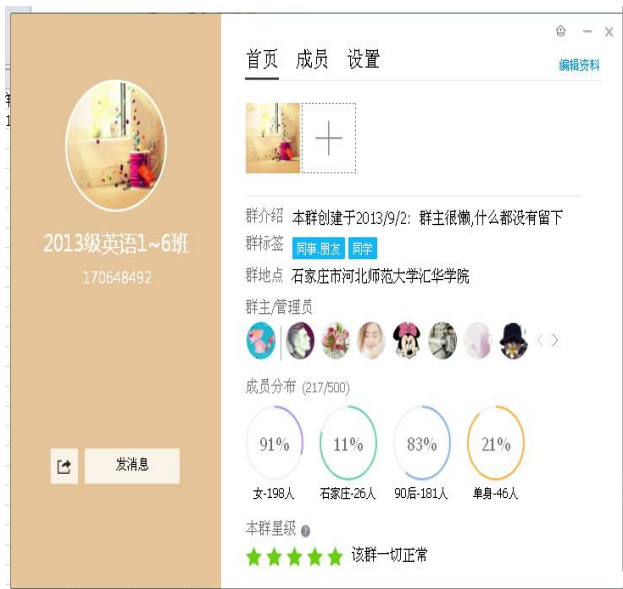 首页 成员 设置
编辑资料
2013级英语1~6班
170648492
发消息
群介绍 本群创建于2013/9/2: 群主很懒,什么都没有留下
群标签 同事.朋友 同学
群地点 石家庄市河北师范大学汇华学院
群主/管理员
成员分布 (217/500)
91% 11% 83% 21%
女-198人 石家庄-26人 90后-181人 单身-46人
本群星级
该群一切正常